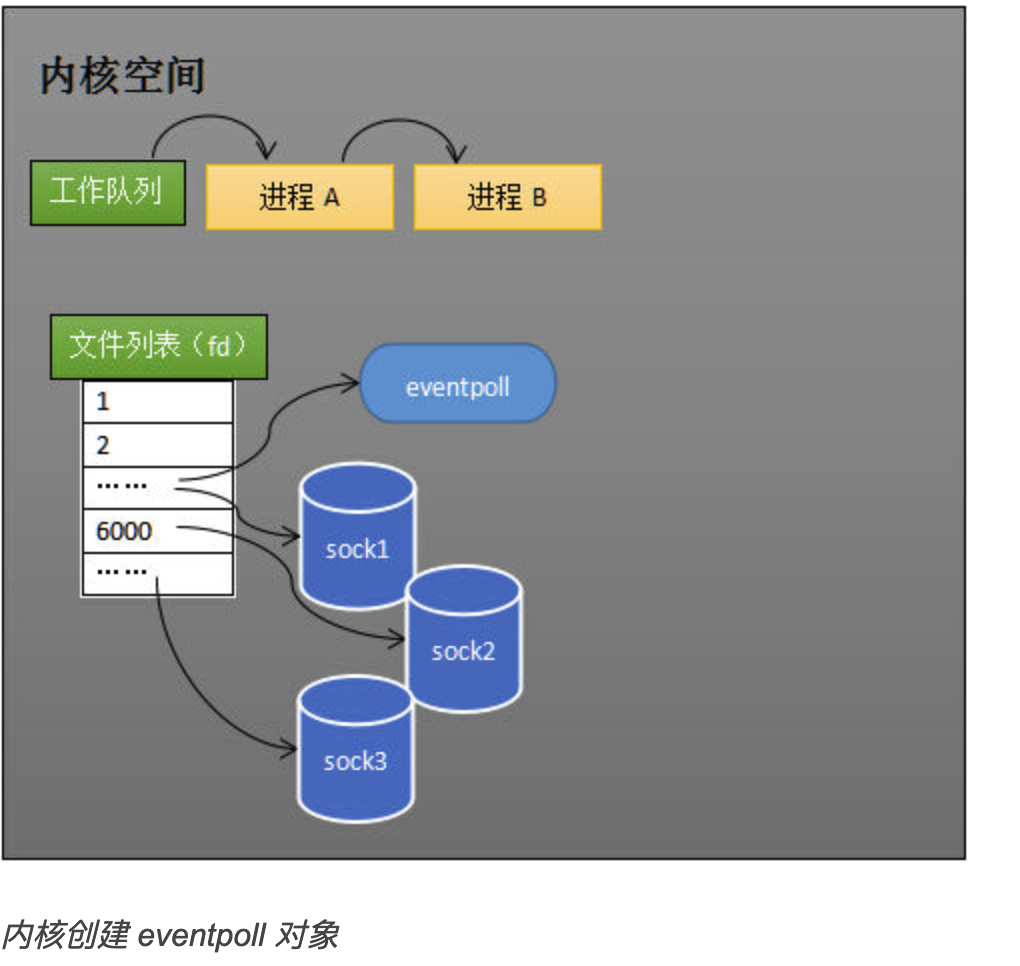 内核空间
工作队列
进程 A
进程 B
文件列表（fd）
1
2
……
6000
……
eventpoll
sock1
sock2
sock3
内核创建 eventpoll 对象